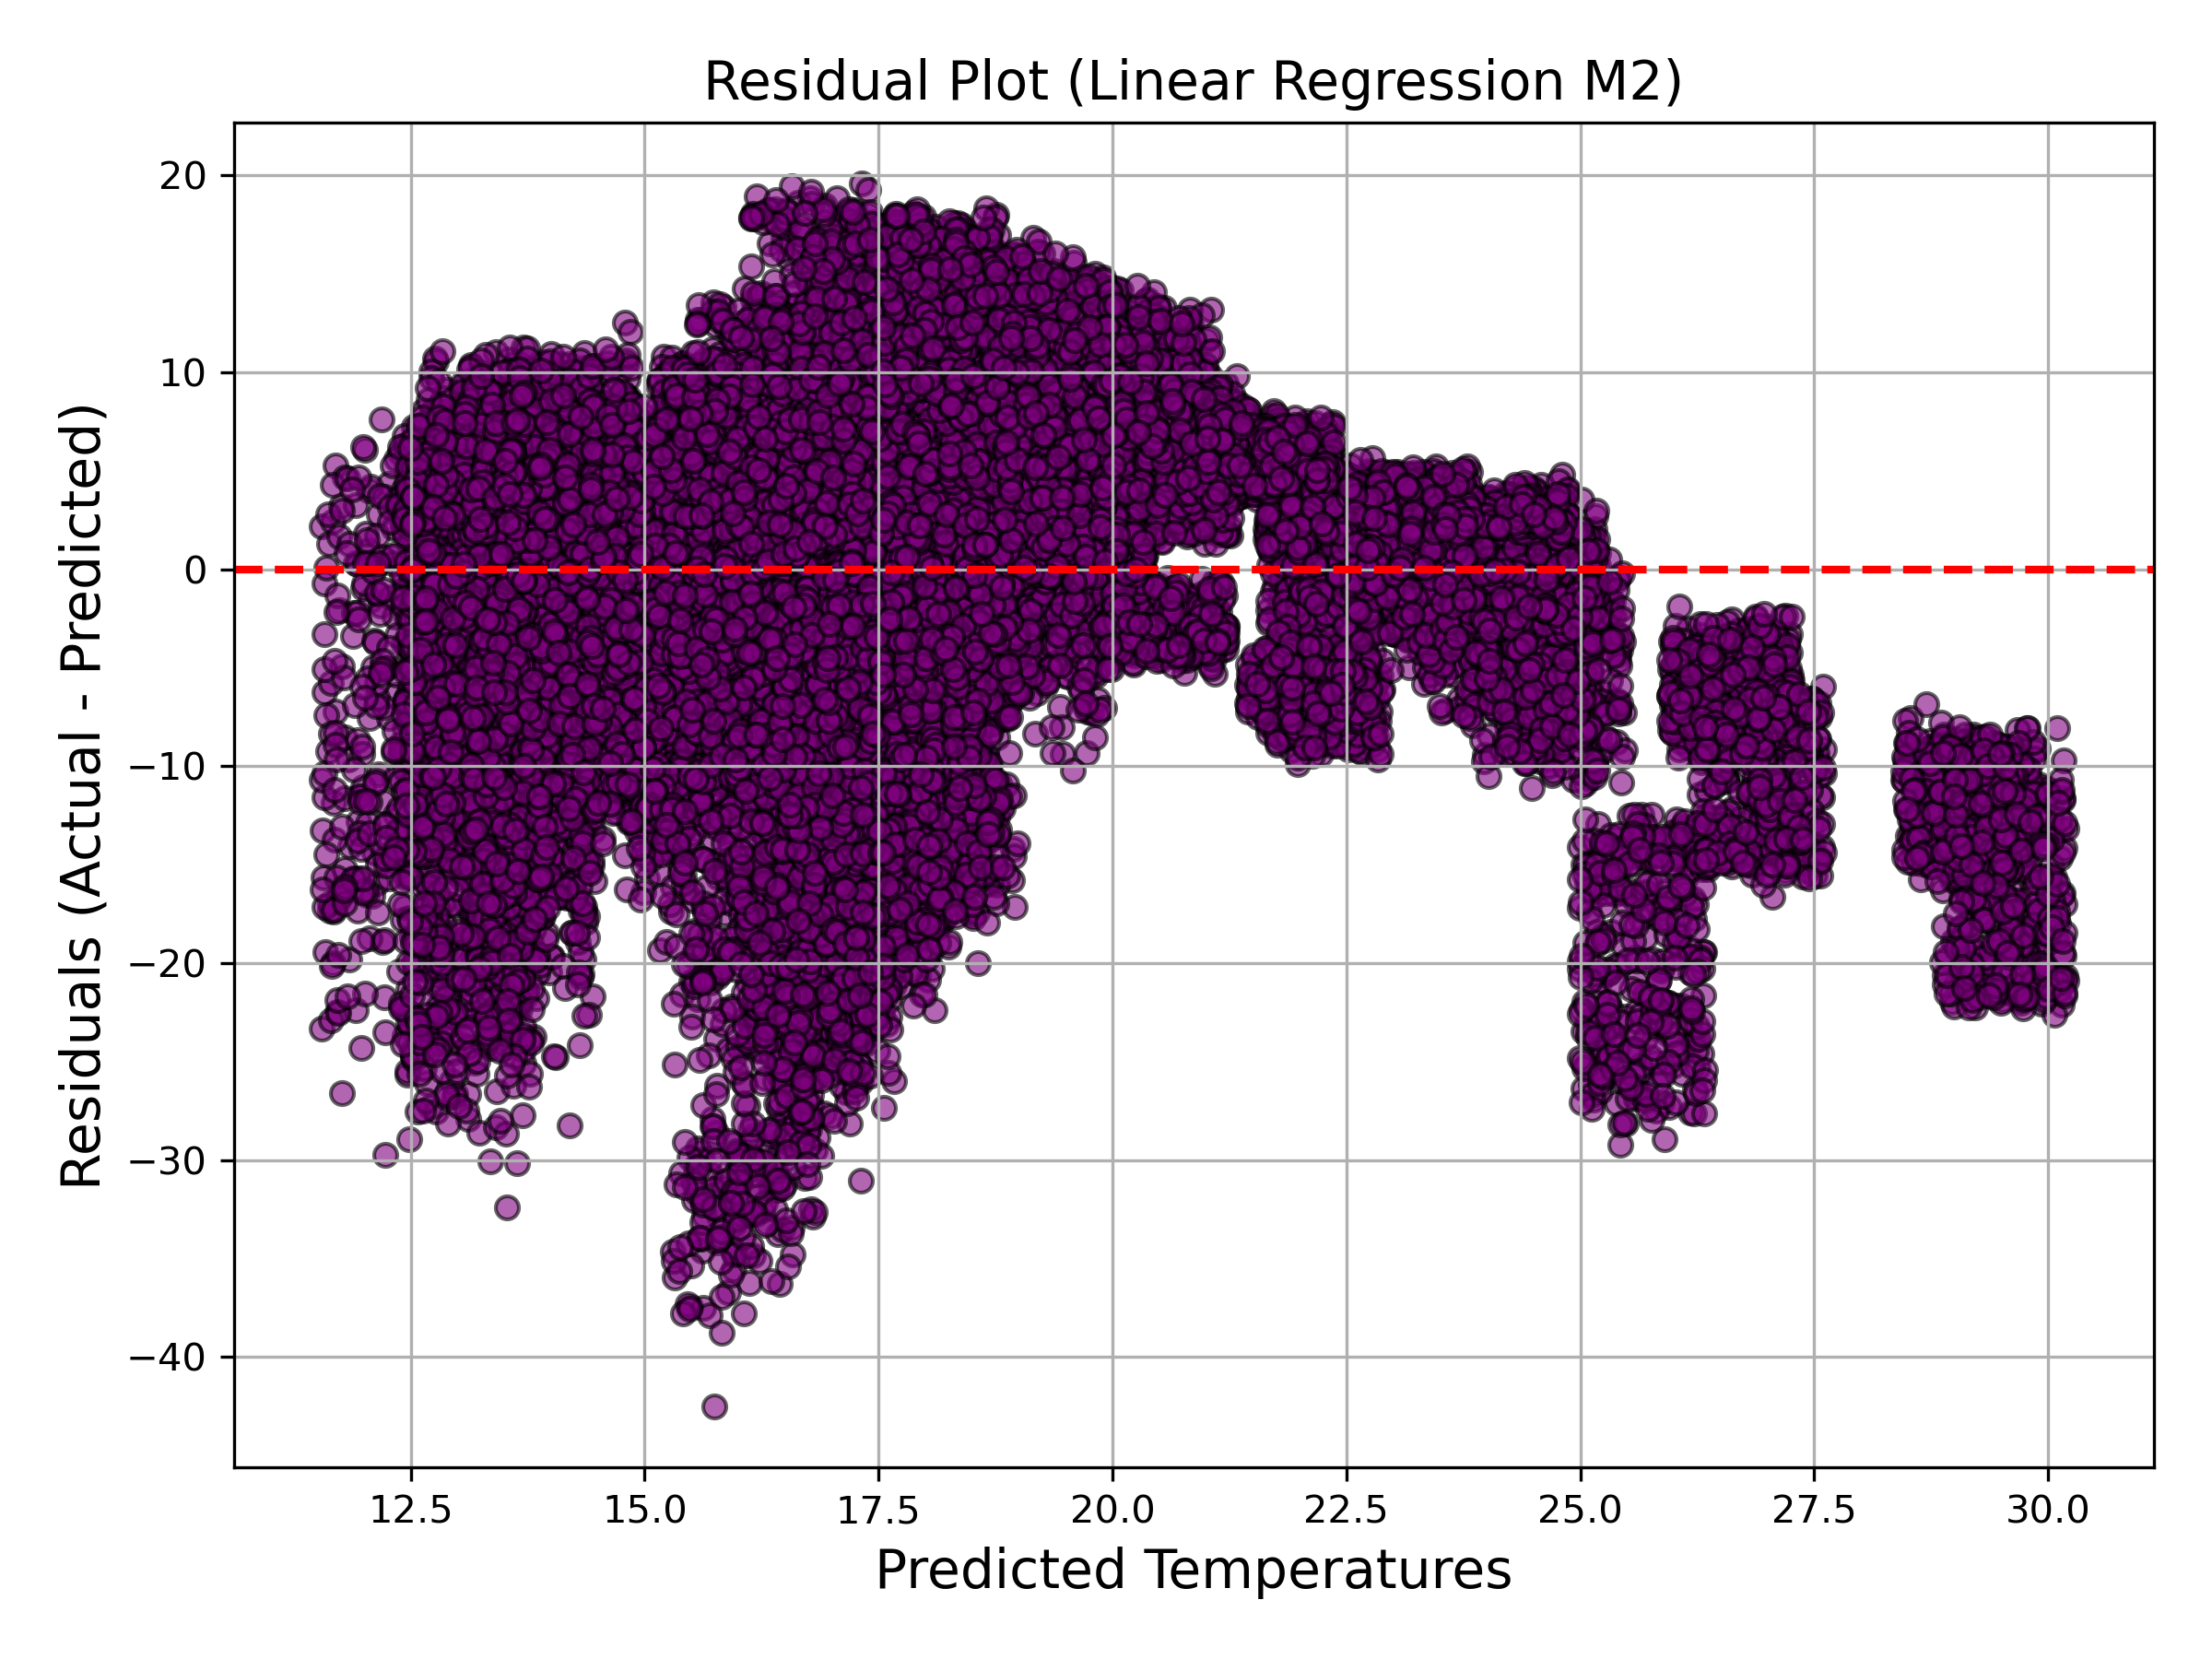 Residual Plot (Linear Regression M2)
Residuals (Actual - Predicted)
20
10
0
−10
−20
−30
−40
12.5 15.0 17.5 20.0 22.5 25.0 27.5 30.0
Predicted Temperatures